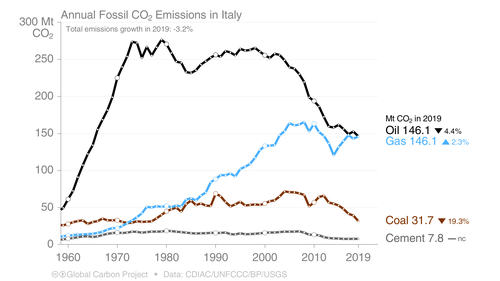 Annual Fossil CO₂ Emissions in Italy
300 Mt
CO₂
Total emissions growth in 2019: -3.2%
250
200
150
100
50
0
1960 1970 1980 1990 2000 2010 2019
Mt CO₂ in 2019
Oil 146.1 ▼ 4.4%
Gas 146.1 ▲ 2.3%
Coal 31.7 ▼ 19.3%
Cement 7.8 — nc
Global Carbon Project • Data: CDIAC/UNFCCC/BP/USGS